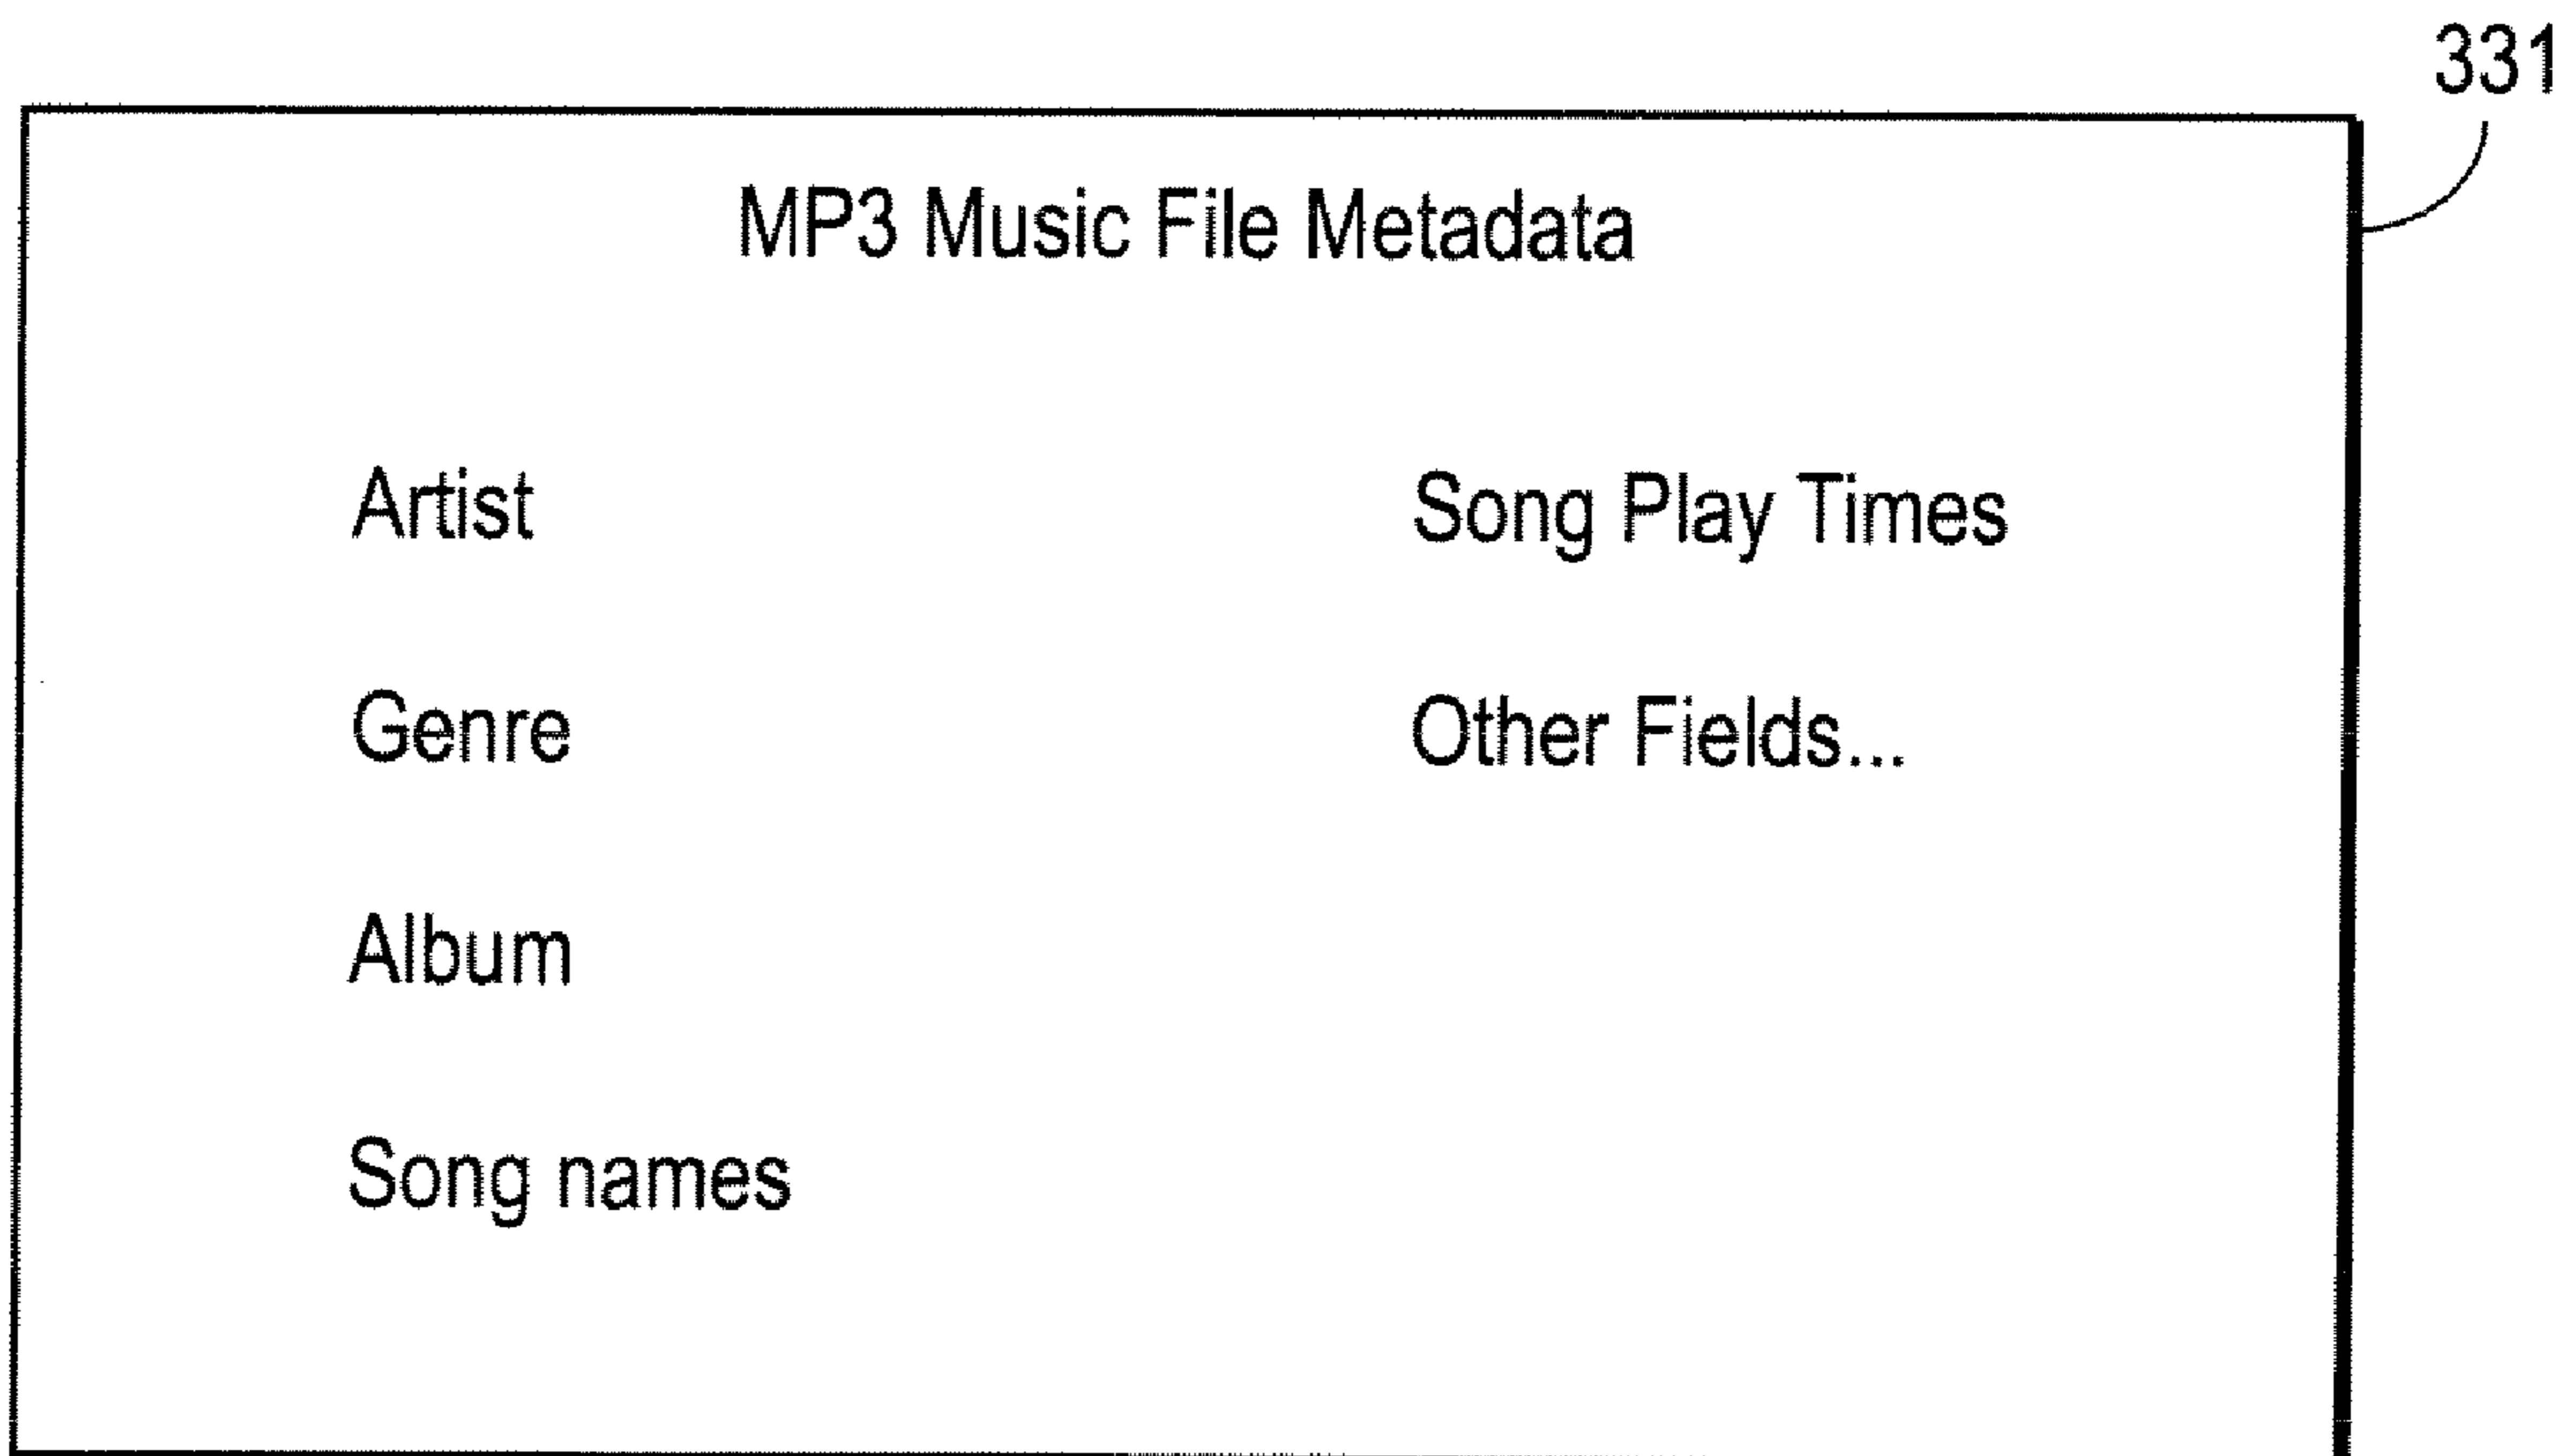 331
MP3 Music File Metadata
Artist
Genre
Album
Song names
Song Play Times
Other Fields...